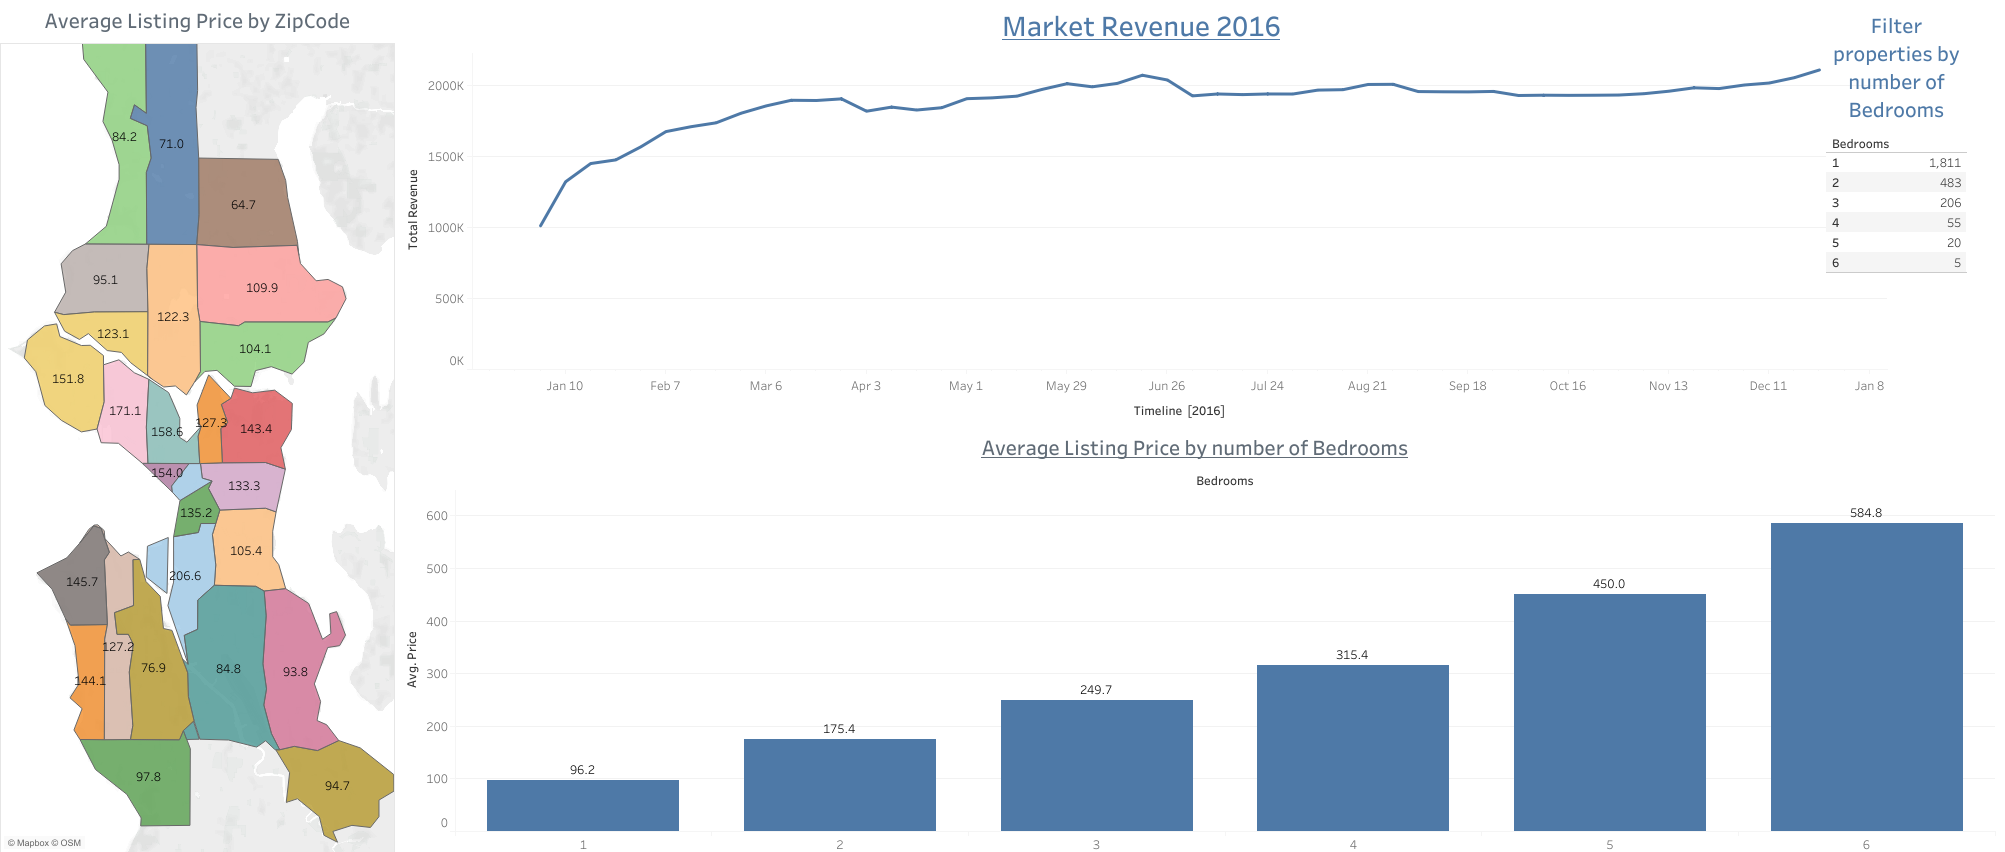 Average Listing Price by ZipCode
84.2
71.0
64.7
95.1
109.9
122.3
123.1
104.1
151.8
171.1
158.6
127.3
143.4
154.0
133.3
135.2
105.4
145.7
206.6
127.2
76.9
84.8
93.8
144.1
97.8
94.7
© Mapbox © OSM
Market Revenue 2016
Total Revenue
2000K
1500K
1000K
500K
0K
Jan 10 Feb 7 Mar 6 Apr 3 May 1 May 29 Jun 26 Jul 24 Aug 21 Sep 18 Oct 16 Nov 13 Dec 11 Jan 8
Timeline [2016]
Filter
properties by
number of
Bedrooms
Bedrooms
1 1,811
2 483
3 206
4 55
5 20
6 5
Average Listing Price by number of Bedrooms
Bedrooms
Avg. Price
600
500
400
300
200
100
0
96.2
175.4
249.7
315.4
450.0
584.8
1 2 3 4 5 6